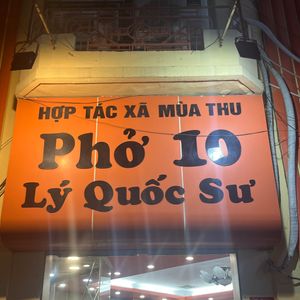 HỢP TÁC XÃ MÙA THU
Phở 10
Lý Quốc Sư